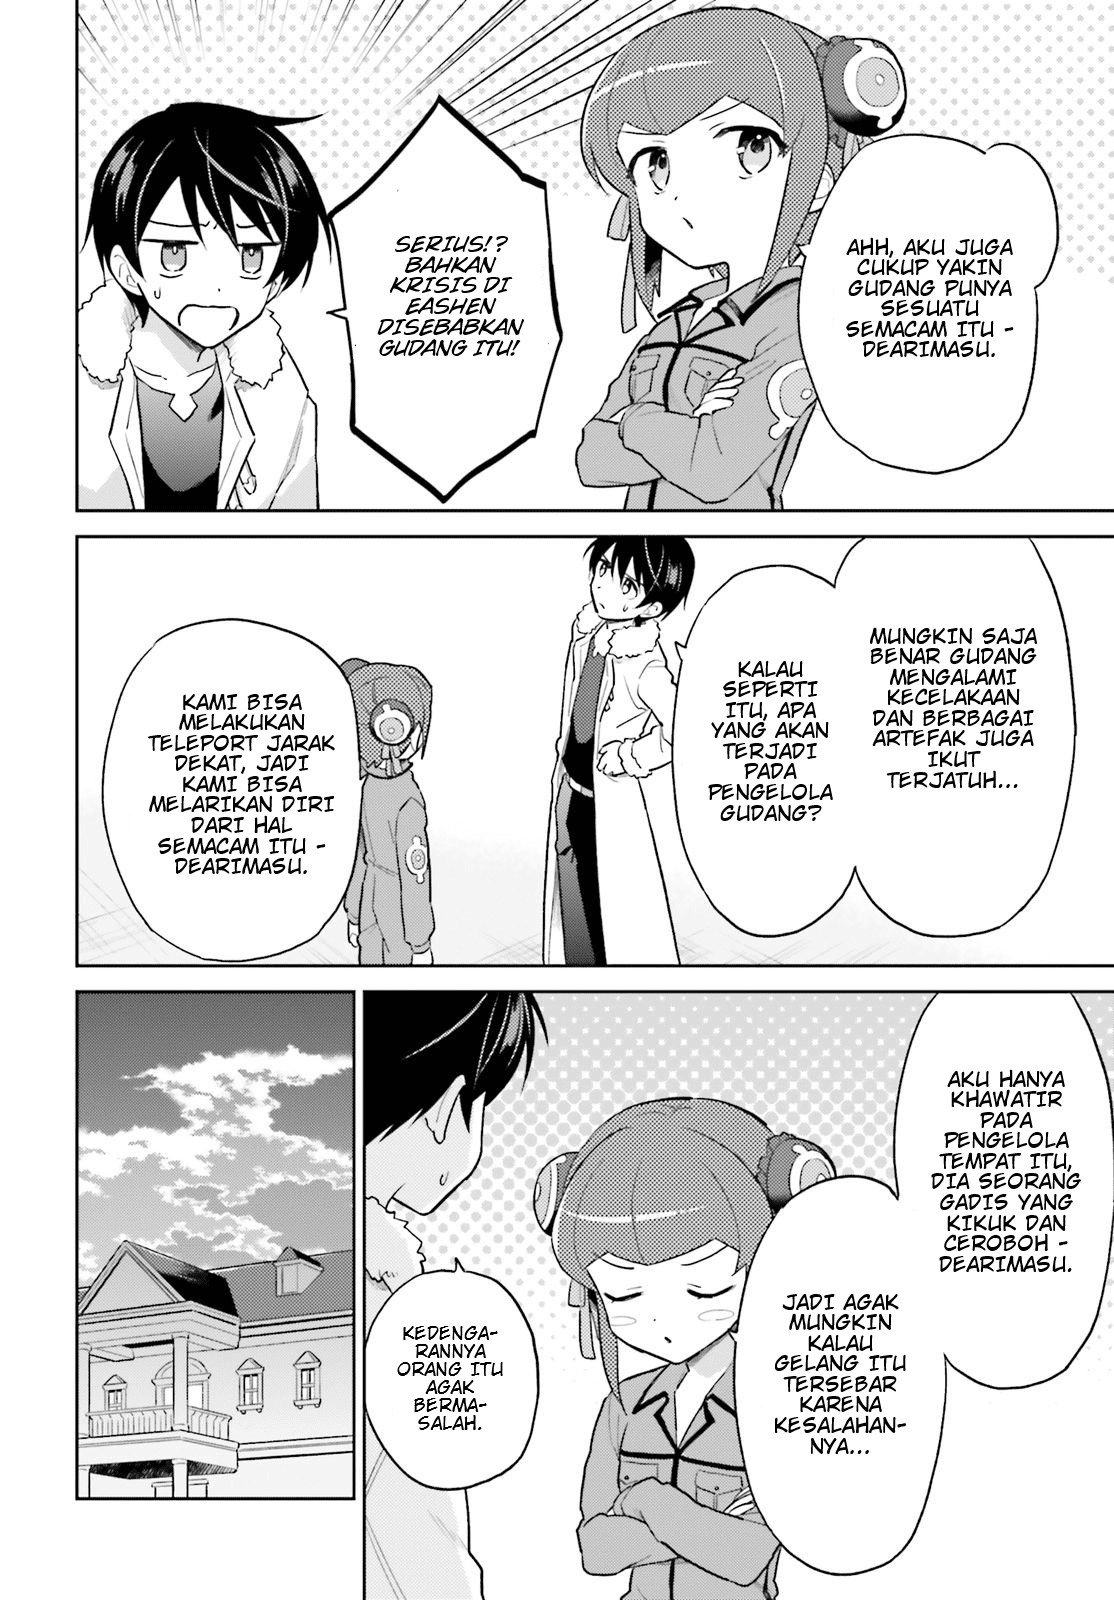 AHH, AKU JUGA
CUKUP YAKIN
GUDANG PUNYA
SESUATU
SEMACAM ITU -
DEARIMASU.
SERIUS!?
BAHKAN
KRISIS DI
EASHEN
DISEBABKAN
GUDANG ITU!
MUNGKIN SAJA
BENAR GUDANG
MENGALAMI
KECELAKAAN
DAN BERBAGAI
ARTEFAK JUGA
IKUT
TERJATUH...
KALAU
SEPERTI
ITU, APA
YANG AKAN
TERJADI
PADA
PENGELOLA
GUDANG?
KAMI BISA
MELAKUKAN
TELEPORT JARAK
DEKAT, JADI
KAMI BISA
MELARIKAN DIRI
DARI HAL
SEMACAM ITU -
DEARIMASU.
AKU HANYA
KHAWATIR
PADA
PENGELOLA
TEMPAT ITU,
DIA SEORANG
GADIS YANG
KIKUK DAN
CEROBOH -
DEARIMASU.
JADI AGAK
MUNGKIN
KALAU
GELANG ITU
TERSEBAR
KARENA
KESALAHAN-
NYA...
KEDENGA-
RANNYA
ORANG ITU
AGAK
BERMA-
SALAH.